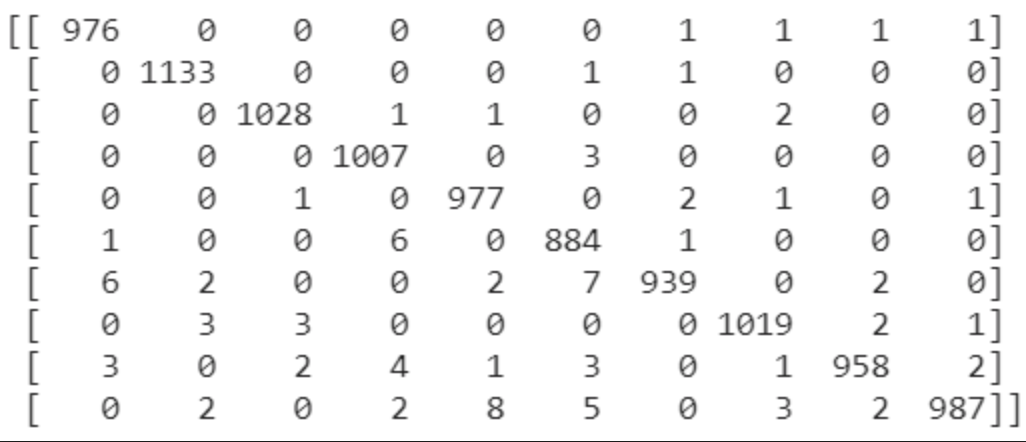 [[ 976 0 0 0 0 0 1 1 1 1]
[ 0 1133 0 0 0 1 1 0 0 0]
[ 0 0 1028 1 1 0 0 2 0 0]
[ 0 0 0 1007 0 3 0 0 0 0]
[ 0 0 1 0 977 0 2 1 0 1]
[ 1 0 0 6 0 884 1 0 0 0]
[ 6 2 0 0 2 7 939 0 2 0]
[ 0 3 3 0 0 0 0 1019 2 1]
[ 3 0 2 4 1 3 0 1 958 2]
[ 0 2 0 2 8 5 0 3 2 987]]